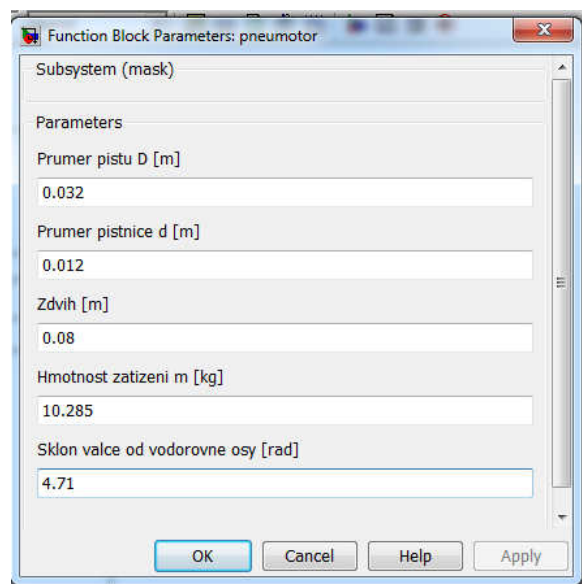 Function Block Parameters: pneumotor
Subsystem (mask)
Parameters
Prumer pistu D [m]
0.032
Prumer pistnice d [m]
0.012
Zdvih [m]
0.08
Hmotnost zatizeni m [kg]
10.285
Sklon valce od vodorovne osy [rad]
4.71
OK Cancel Help Apply